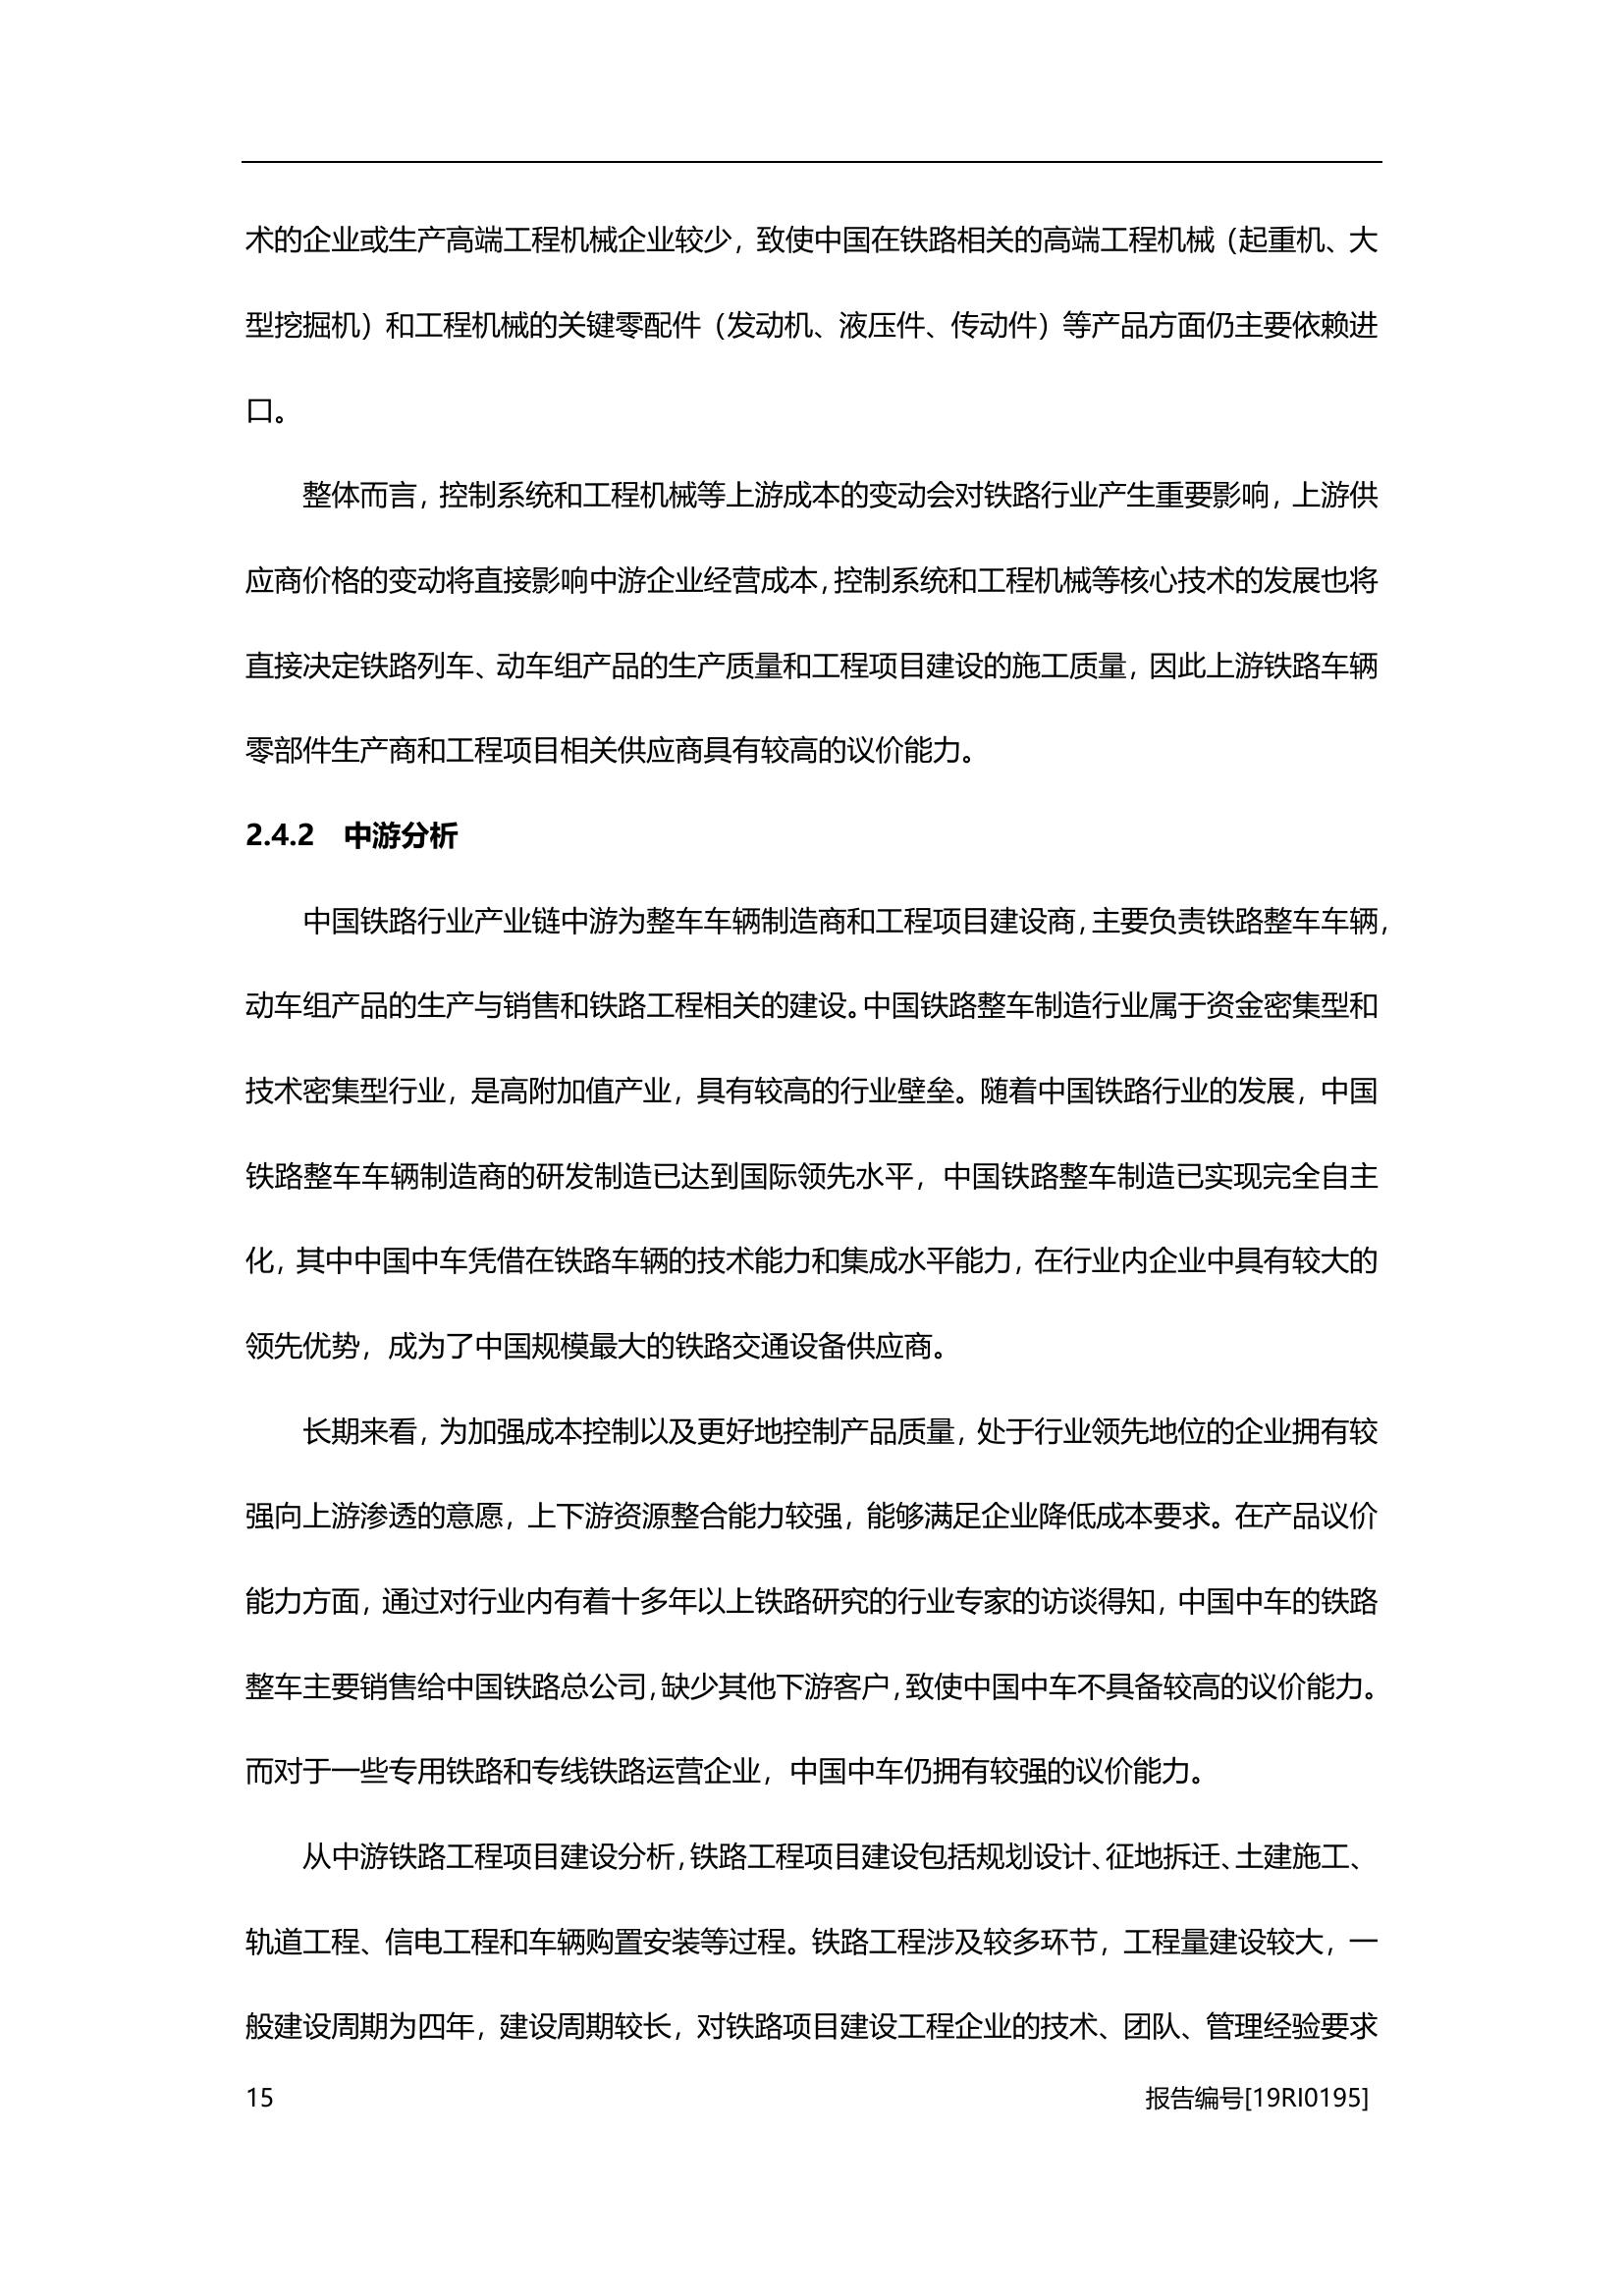 术的企业或生产高端工程机械企业较少，致使中国在铁路相关的高端工程机械（起重机、大
型挖掘机）和工程机械的关键零配件（发动机、液压件、传动件）等产品方面仍主要依赖进
口。
整体而言，控制系统和工程机械等上游成本的变动会对铁路行业产生重要影响，上游供
应商价格的变动将直接影响中游企业经营成本，控制系统和工程机械等核心技术的发展也将
直接决定铁路列车、动车组产品的生产质量和工程项目建设的施工质量，因此上游铁路车辆
零部件生产商和工程项目相关供应商具有较高的议价能力。
2.4.2 中游分析
中国铁路行业产业链中游为整车车辆制造商和工程项目建设商，主要负责铁路整车车辆，
动车组产品的生产与销售和铁路工程相关的建设。中国铁路整车制造行业属于资金密集型和
技术密集型行业，是高附加值产业，具有较高的行业壁垒。随着中国铁路行业的发展，中国
铁路整车车辆制造商的研发制造已达到国际领先水平，中国铁路整车制造已实现完全自主
化，其中中国中车凭借在铁路车辆的技术能力和集成水平能力，在行业内企业中具有较大的
领先优势，成为了中国规模最大的铁路交通设备供应商。
长期来看，为加强成本控制以及更好地控制产品质量，处于行业领先地位的企业拥有较
强向上游渗透的意愿，上下游资源整合能力较强，能够满足企业降低成本要求。在产品议价
能力方面，通过对行业内有着十多年以上铁路研究的行业专家的访谈得知，中国中车的铁路
整车主要销售给中国铁路总公司，缺少其他下游客户，致使中国中车不具备较高的议价能力。
而对于一些专用铁路和专线铁路运营企业，中国中车仍拥有较强的议价能力。
从中游铁路工程项目建设分析，铁路工程项目建设包括规划设计、征地拆迁、土建施工、
轨道工程、信电工程和车辆购置安装等过程。铁路工程涉及较多环节，工程量建设较大，一
般建设周期为四年，建设周期较长，对铁路项目建设工程企业的技术、团队、管理经验要求
15 报告编号[19RI0195]